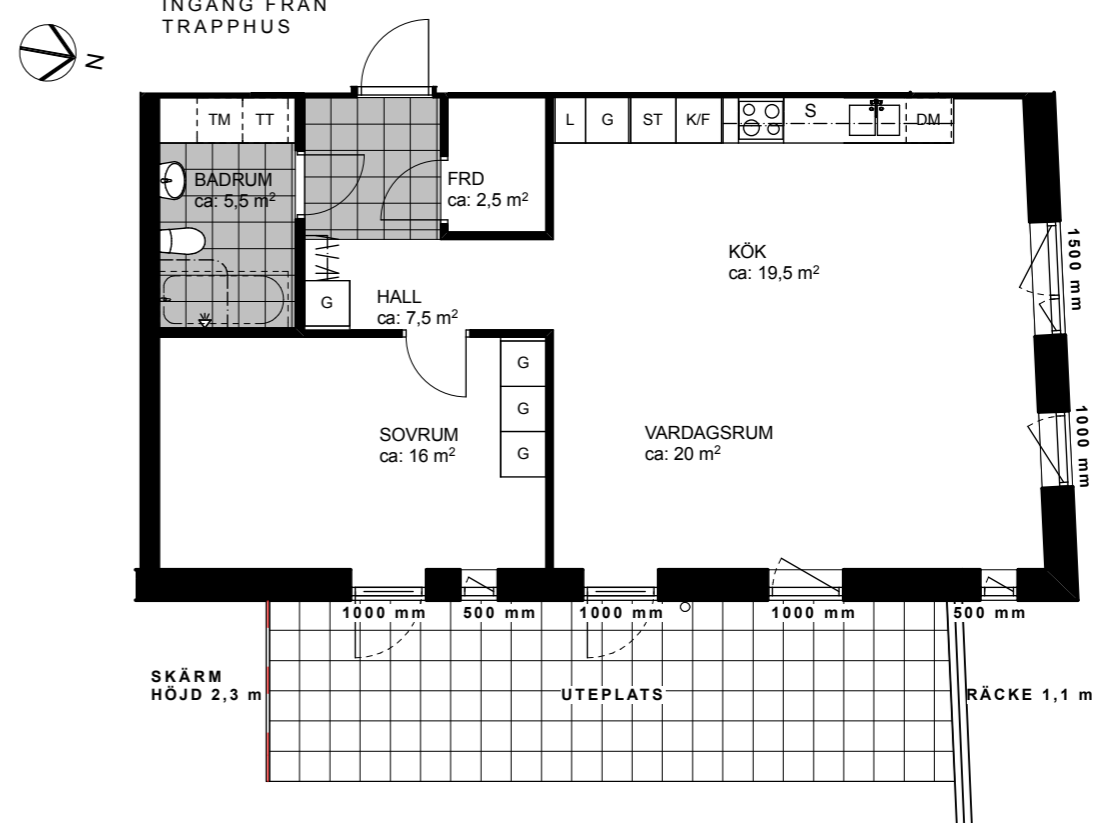 INGÅNG FRÅN
TRAPPHUS
N
TM TT
L G ST K/F S DM
BADRUM
ca: 5,5 m²
FRD
ca: 2,5 m²
KÖK
ca: 19,5 m²
1500 mm
G
HALL
ca: 7,5 m²
G
G
G
SOVRUM
ca: 16 m²
VARDAGSRUM
ca: 20 m²
1000 mm
1000 mm 500 mm 1000 mm 1000 mm 500 mm
SKÄRM
HÖJD 2,3 m
UTEPLATS
RÄCKE 1,1 m